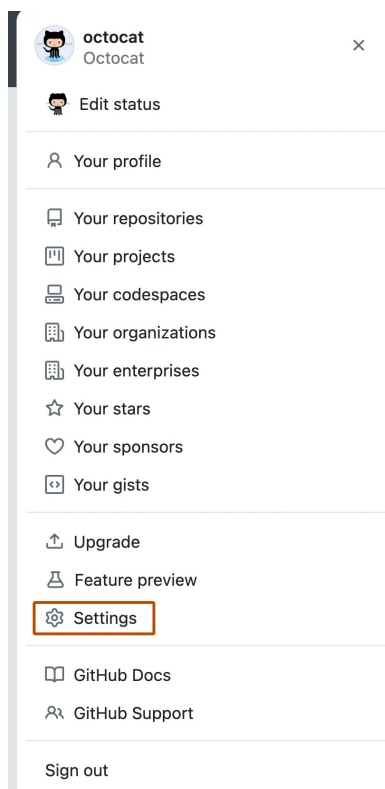 octocat
Octocat
Edit status
Your profile
Your repositories
Your projects
Your codespaces
Your organizations
Your enterprises
Your stars
Your sponsors
Your gists
Upgrade
Feature preview
Settings
GitHub Docs
GitHub Support
Sign out